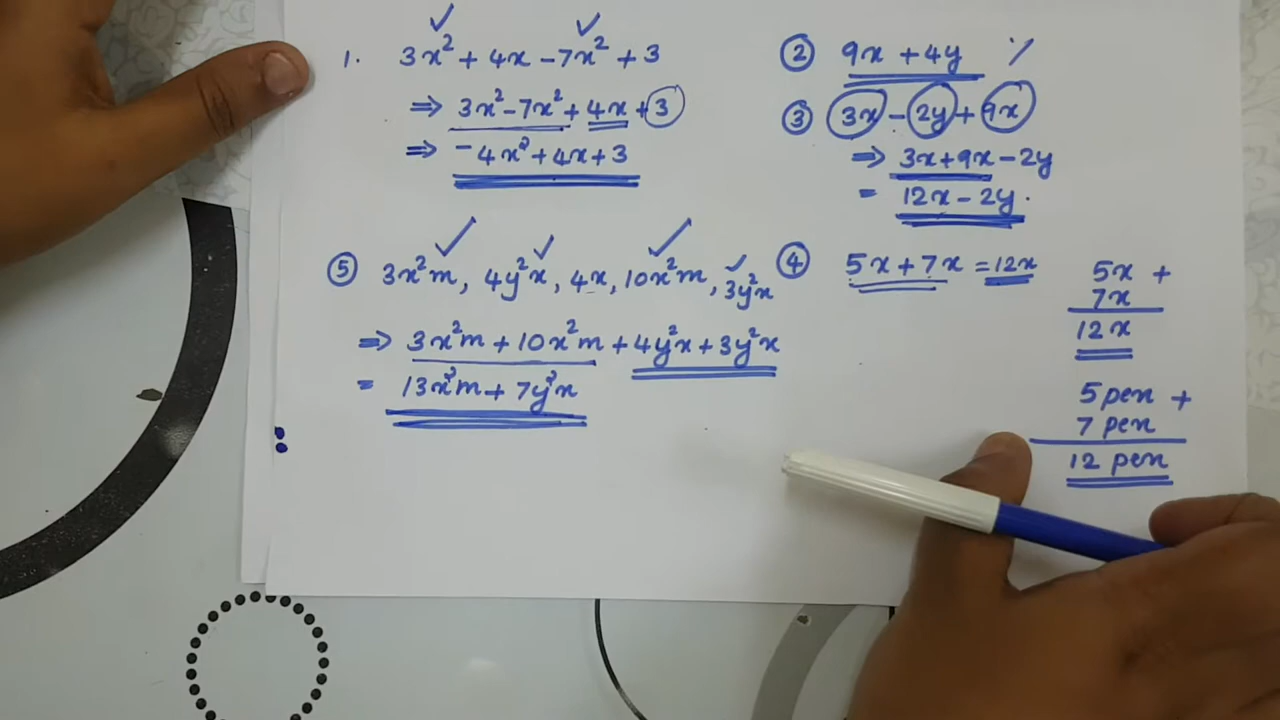 1. 3x² + 4x - 7x² + 3
⇒ 3x² - 7x² + 4x + 3
⇒ -4x² + 4x + 3
② 9x + 4y
③ 3x - 2y + 9x
⇒ 3x + 9x - 2y
= 12x - 2y.
⑤ 3x²m, 4y²x, 4x, 10x²m, 3y²x
⇒ 3x²m + 10x²m + 4y²x + 3y²x
= 13x²m + 7y²x
④ 5x + 7x = 12x
5x +
7x
12x
5 pen +
7 pen
12 pen